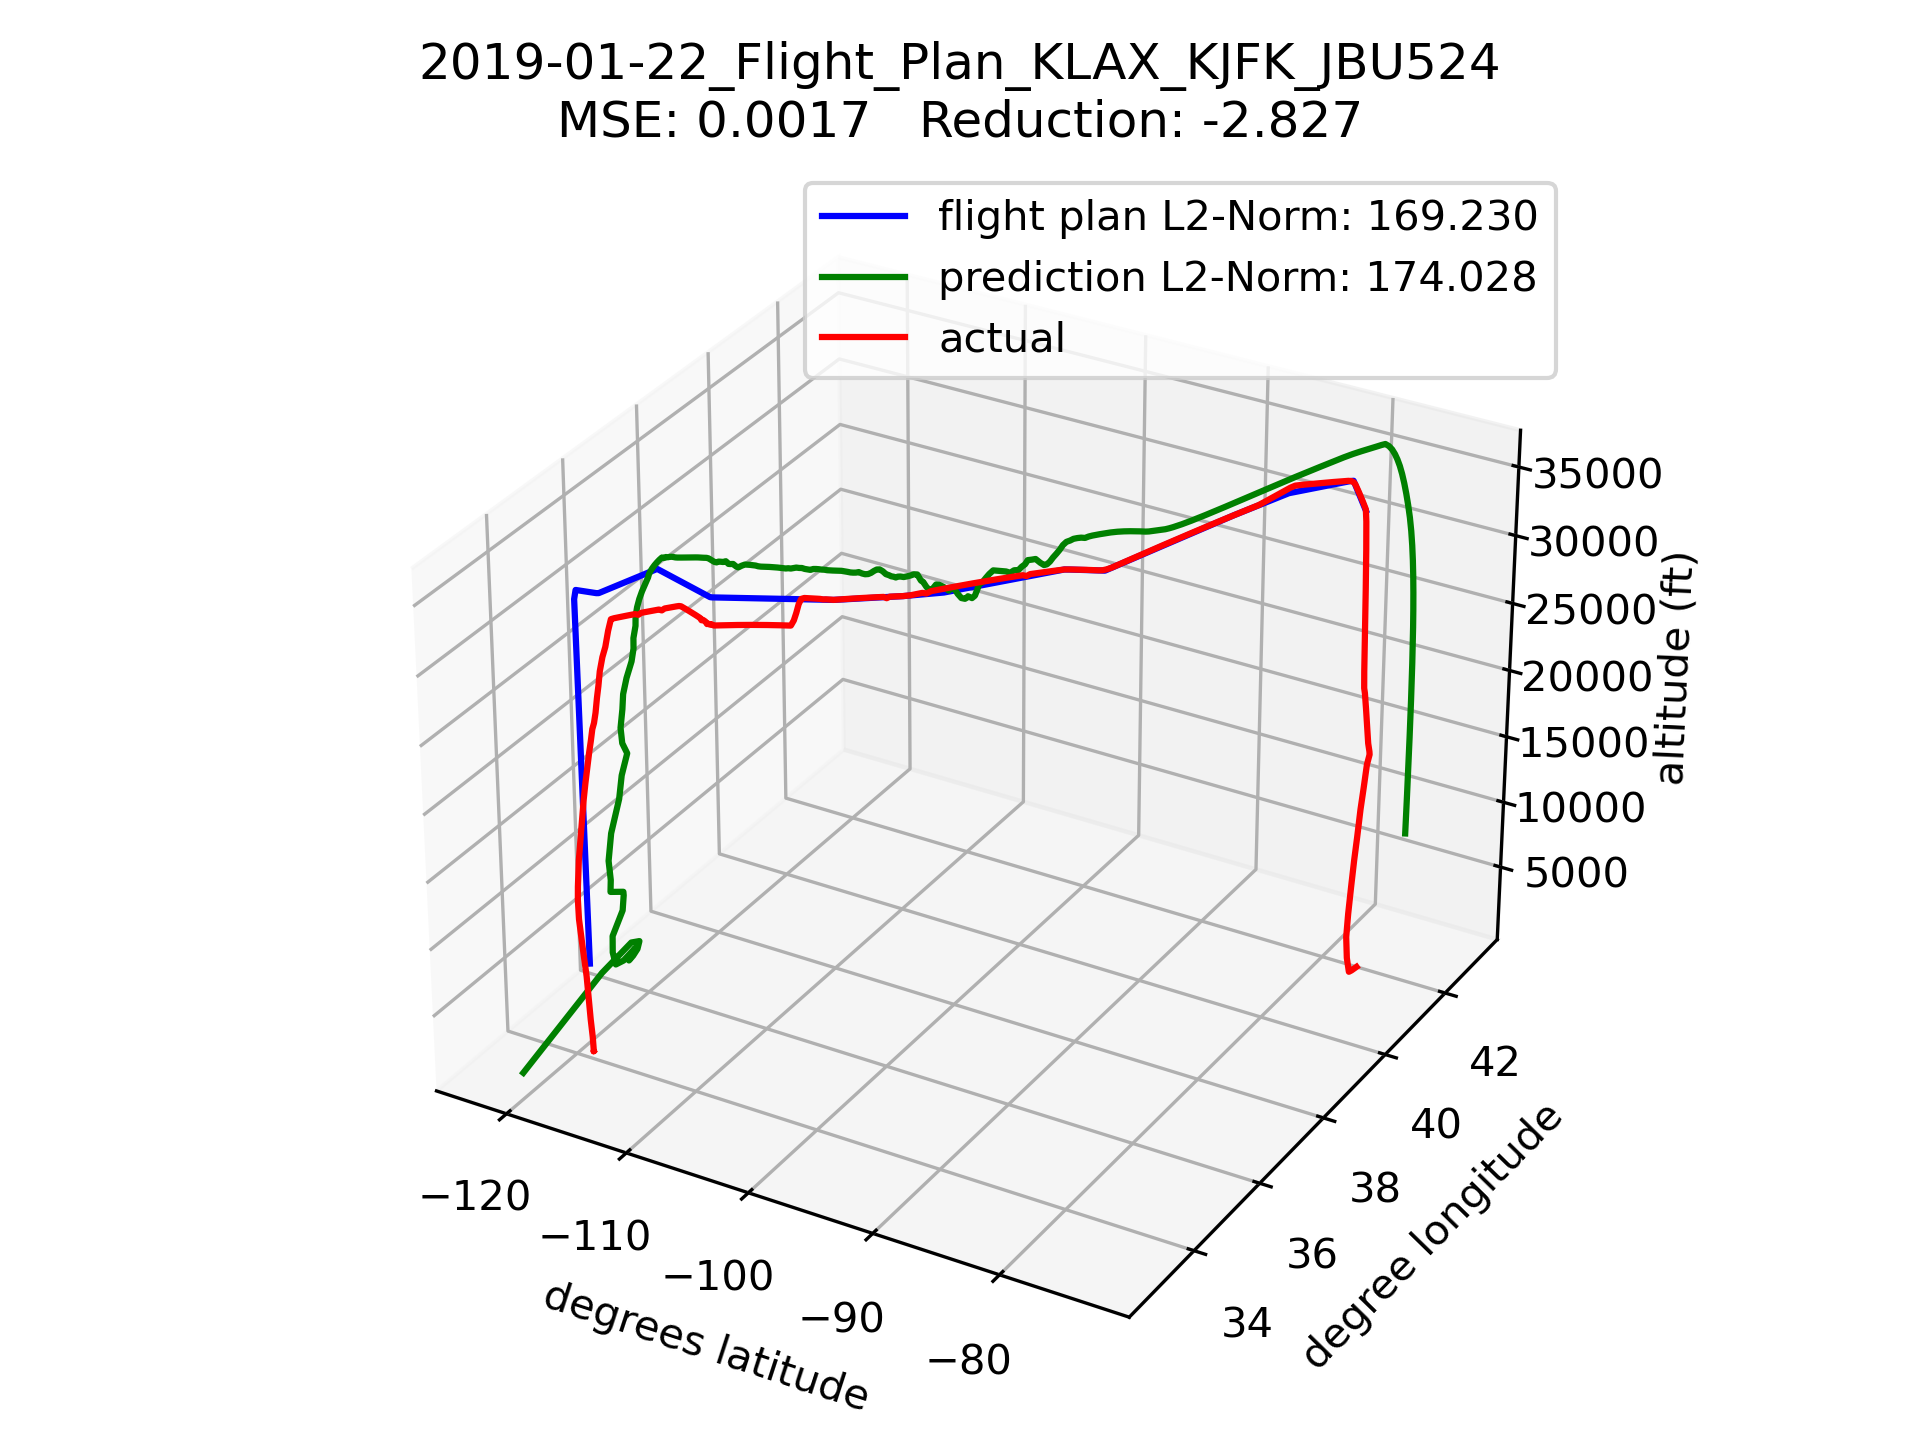 2019-01-22_Flight_Plan_KLAX_KJFK_JBU524
MSE: 0.0017   Reduction: -2.827
flight plan L2-Norm: 169.230
prediction L2-Norm: 174.028
actual
35000
30000
25000
20000
15000
10000
5000
altitude (ft)
42
40
38
36
34
degree longitude
−120
−110
−100
−90
−80
degrees latitude